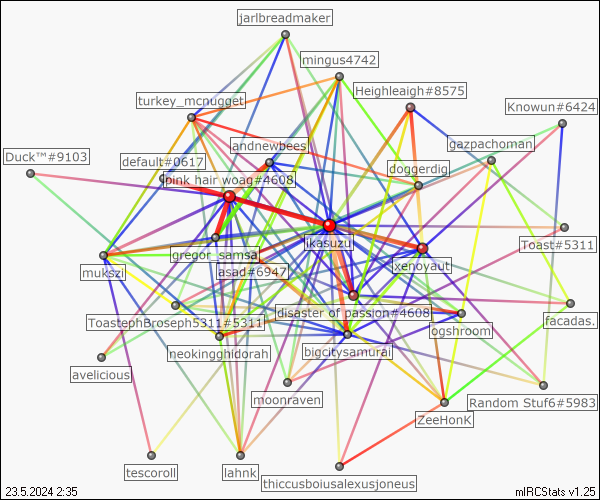 jarlbreadmaker
mingus4742
Heighleaigh#8575
turkey_mcnugget
Knowun#6424
andnewbees
gazpachoman
Duck™#9103
default#0617
doggerdig
pink hair woag#4608
ikasuzu
Toast#5311
gregor_samsa
xenoyaut
mukszi
asad#6947
disaster of passion#4608
facadas.
ToastephBroseph5311#5311
ogshroom
neokingghidorah
bigcitysamurai
avelicious
moonraven
Random Stuf6#5983
ZeeHonK
tescoroll
lahnk
thiccusboiusalexusjoneus
23.5.2024 2:35
mIRCStats v1.25